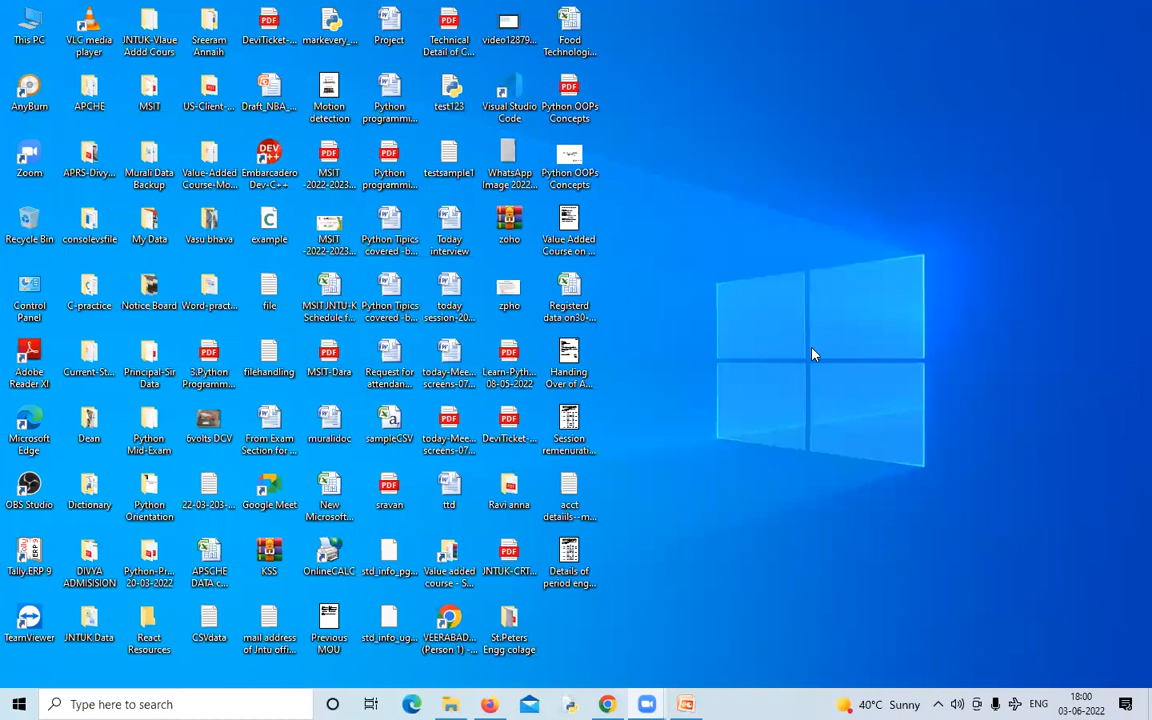 This PC
VLC media
player
JNTUK-Vlaue
Addd Cours
Sreeram
Annaih
DeviTicket-...
markevery_...
Project
Technical
Detail of C...
video12879...
Food
Technologi...
AnyBurn
APCHE
MSIT
US-Client-...
Draft_NBA_...
Motion
detection
Python
programmi...
test123
Visual Studio
Code
Python OOPs
Concepts
Zoom
APRS-Divy...
Murali Data
Backup
Value-Added
Course-Mo...
Embarcadero
Dev-C++
MSIT
-2022-2023...
Python
programmi...
testsample1
WhatsApp
Image 2022...
Python OOPs
Concepts
Recycle Bin
consolevsfile
My Data
Vasu bhava
example
MSIT
-2022-2023...
Python Tipics
covered -b...
Today
interview
zoho
Value Added
Course on ...
Control
Panel
C-practice
Notice Board
Word-pract...
file
MSIT JNTU-K
Schedule f...
Python Tipics
covered -b...
today
session-20...
zpho
Registerd
data on30-...
Adobe
Reader XI
Current-St...
Principal-Sir
Data
3.Python
Programm...
filehandling
MSIT-Dara
Request for
attendan...
today-Mee...
screens-07...
Learn-Pyth...
08-05-2022
Handing
Over of A...
Microsoft
Edge
Dean
Python
Mid-Exam
6volts DCV
From Exam
Section for ...
muralidoc
sampleCSV
today-Mee...
screens-07...
DeviTicket-...
Session
remenurati...
OBS Studio
Dictionary
Python
Orientation
22-03-203-...
Google Meet
New
Microsoft...
sravan
ttd
Ravi anna
acct
detaiils--m...
Tally.ERP 9
DIVYA
ADMISISION
Python-Pr...
20-03-2022
APSCHE
DATA c...
KSS
OnlineCALC
std_info_pg...
Value added
course - S...
JNTUK-CRT...
Details of
period eng...
TeamViewer
JNTUK Data
React
Resources
CSVdata
mail address
of Jntu offi...
Previous
MOU
std_info_ug...
VEERABAD...
(Person 1) -...
St.Peters
Engg colage
Type here to search
40°C Sunny
ENG
18:00
03-06-2022